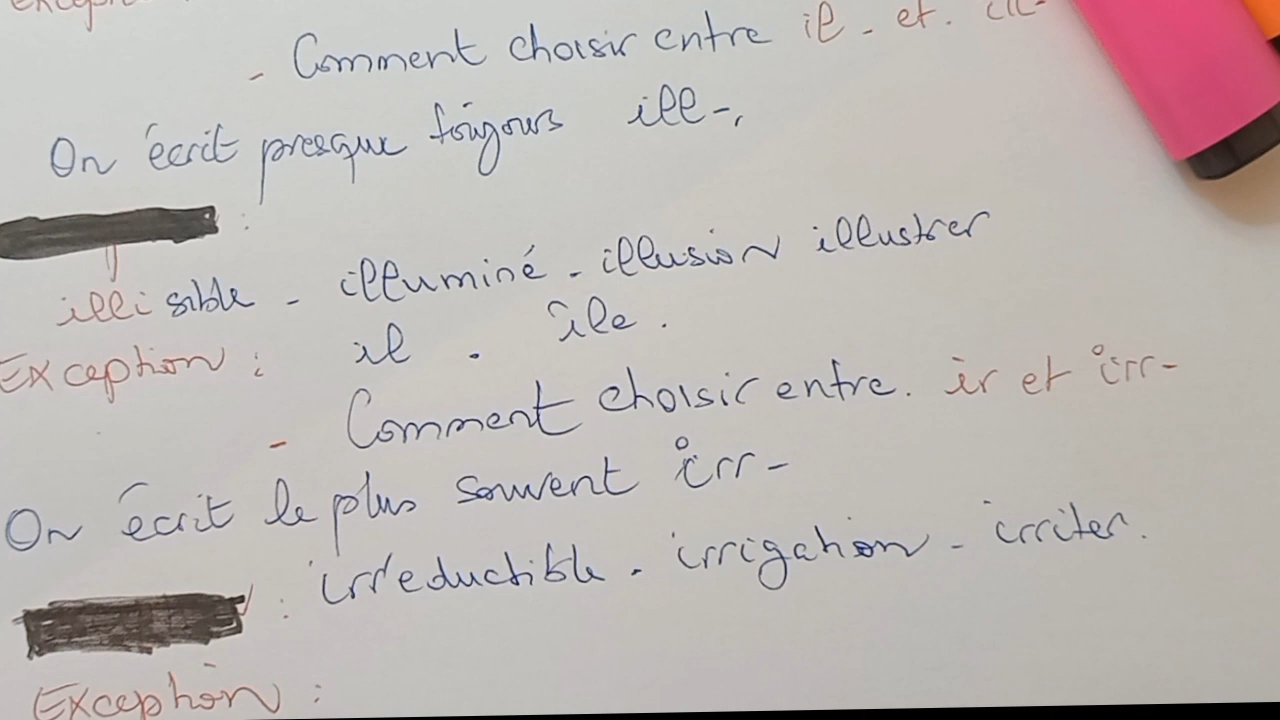 - Comment choisir entre il - et.
On écrit presque toujours ill-,
:
illisible - illuminé - illusion illustrer
Exception : il . île .
- Comment choisir entre. ir et irr-
On écrit le plus souvent irr-
: irréductible - irrigation - irriter.
Exception :